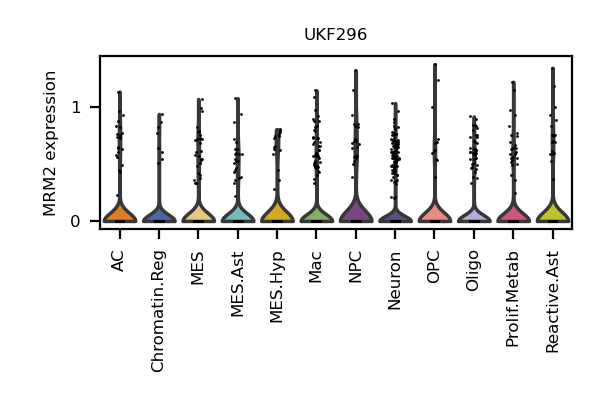 UKF296
MRM2 expression
1
0
AC
Chromatin.Reg
MES
MES.Ast
MES.Hyp
Mac
NPC
Neuron
OPC
Oligo
Prolif.Metab
Reactive.Ast